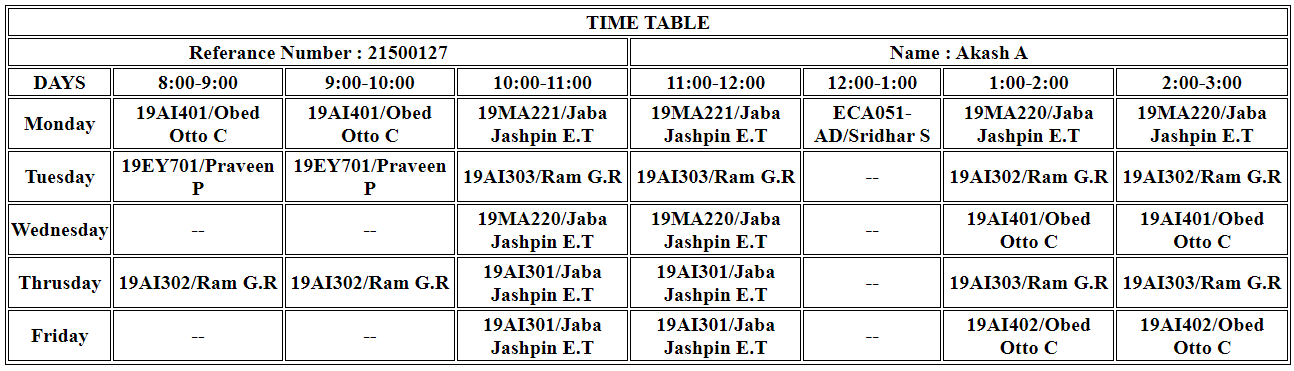 TIME TABLE
Referance Number : 21500127 Name : Akash A
DAYS 8:00-9:00 9:00-10:00 10:00-11:00 11:00-12:00 12:00-1:00 1:00-2:00 2:00-3:00
Monday 19AI401/Obed Otto C 19AI401/Obed Otto C 19MA221/Jaba Jashpin E.T 19MA221/Jaba Jashpin E.T ECA051-AD/Sridhar S 19MA220/Jaba Jashpin E.T 19MA220/Jaba Jashpin E.T
Tuesday 19EY701/Praveen P 19EY701/Praveen P 19AI303/Ram G.R 19AI303/Ram G.R -- 19AI302/Ram G.R 19AI302/Ram G.R
Wednesday -- -- 19MA220/Jaba Jashpin E.T 19MA220/Jaba Jashpin E.T -- 19AI401/Obed Otto C 19AI401/Obed Otto C
Thrusday 19AI302/Ram G.R 19AI302/Ram G.R 19AI301/Jaba Jashpin E.T 19AI301/Jaba Jashpin E.T -- 19AI303/Ram G.R 19AI303/Ram G.R
Friday -- -- 19AI301/Jaba Jashpin E.T 19AI301/Jaba Jashpin E.T -- 19AI402/Obed Otto C 19AI402/Obed Otto C